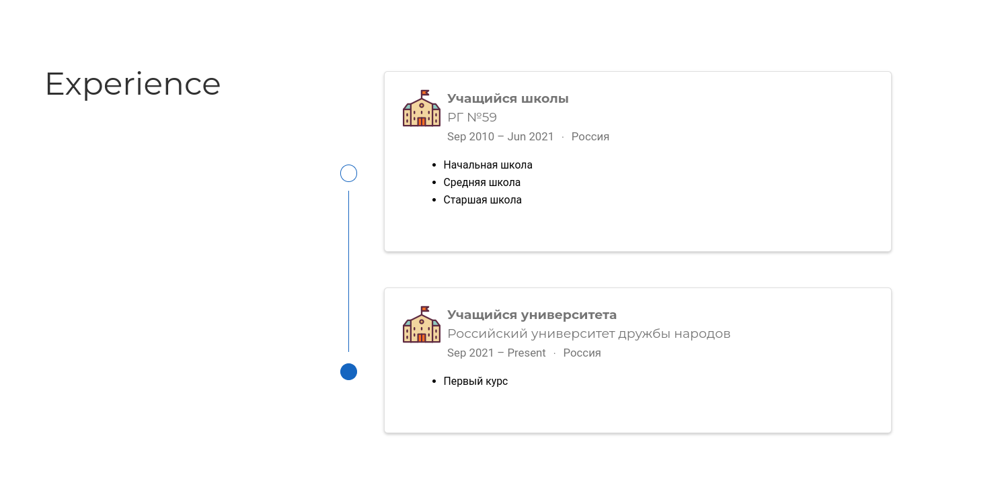 Experience
Учащийся школы
РГ №59
Sep 2010 – Jun 2021 · Россия
• Начальная школа
• Средняя школа
• Старшая школа
Учащийся университета
Российский университет дружбы народов
Sep 2021 – Present · Россия
• Первый курс